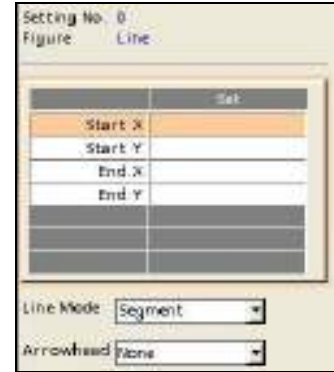 Setting No. 0
Figure Line
Set
Start X
Start Y
End X
End Y
Line Mode Segment
Arrowhead None